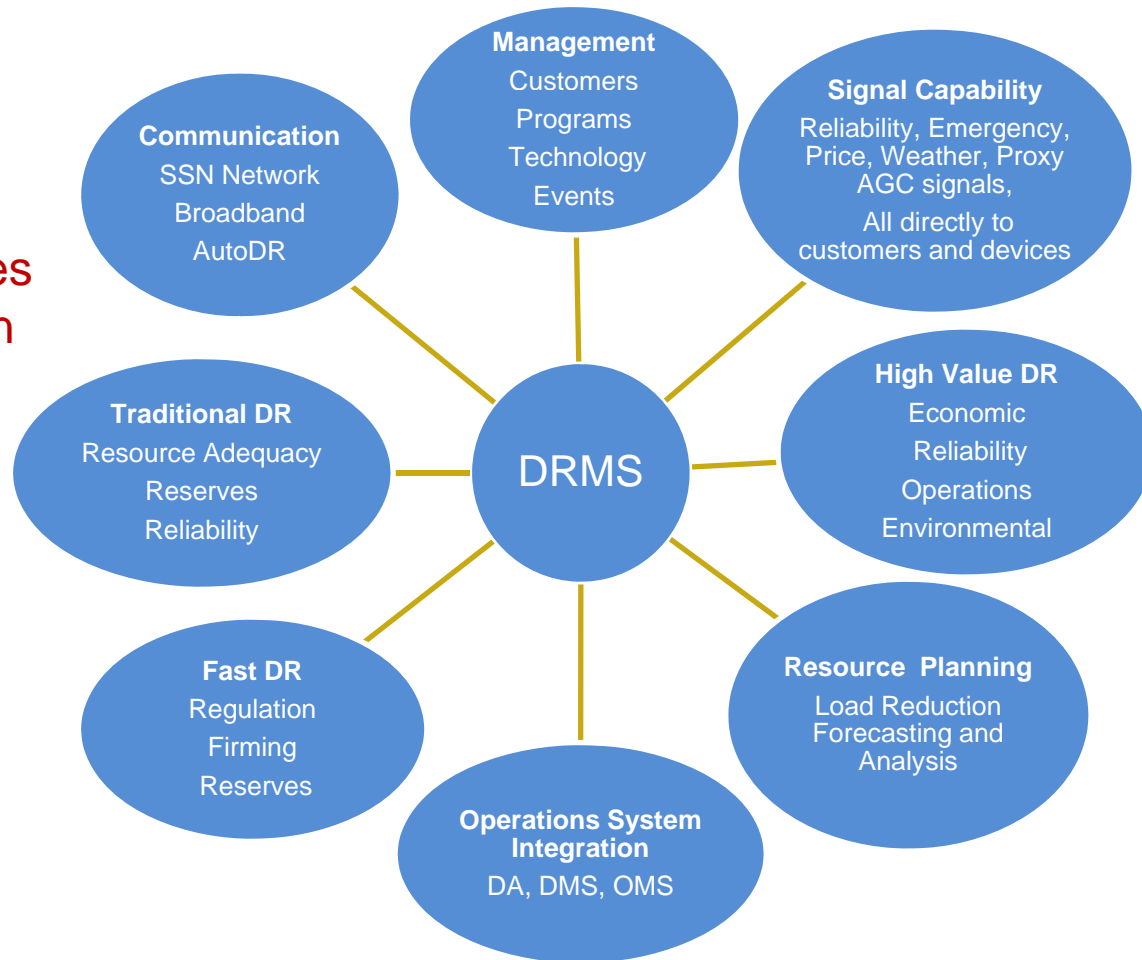 Management
Customers
Programs
Technology
Events
Signal Capability
Reliability, Emergency,
Price, Weather, Proxy
AGC signals,
All directly to
customers and devices
Communication
SSN Network
Broadband
AutoDR
High Value DR
Economic
Reliability
Operations
Environmental
Traditional DR
Resource Adequacy
Reserves
Reliability
DRMS
Resource Planning
Load Reduction
Forecasting and
Analysis
Fast DR
Regulation
Firming
Reserves
Operations System
Integration
DA, DMS, OMS